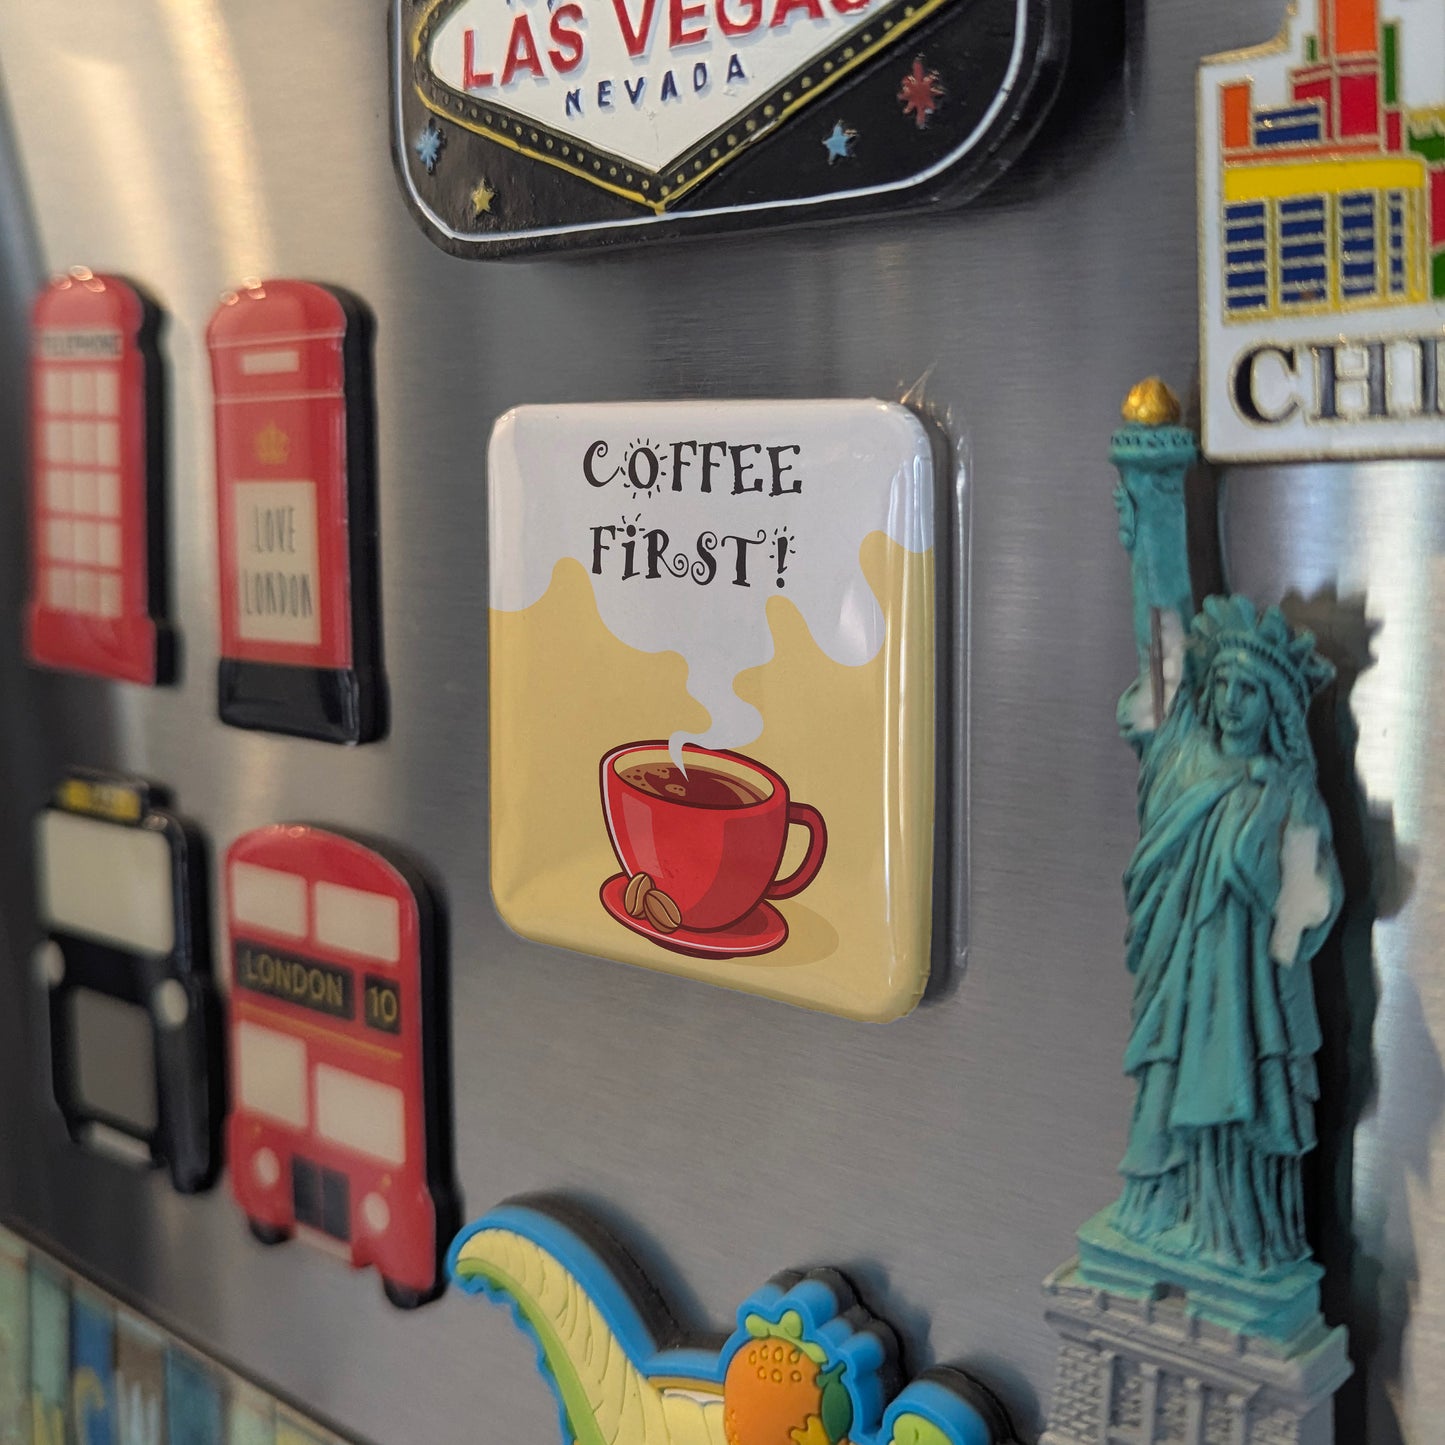 LAS VEGAS
NEVADA
TELEPHONE
CHI
COFFEE
FiRST!
LOVE
LONDON
LONDON 10